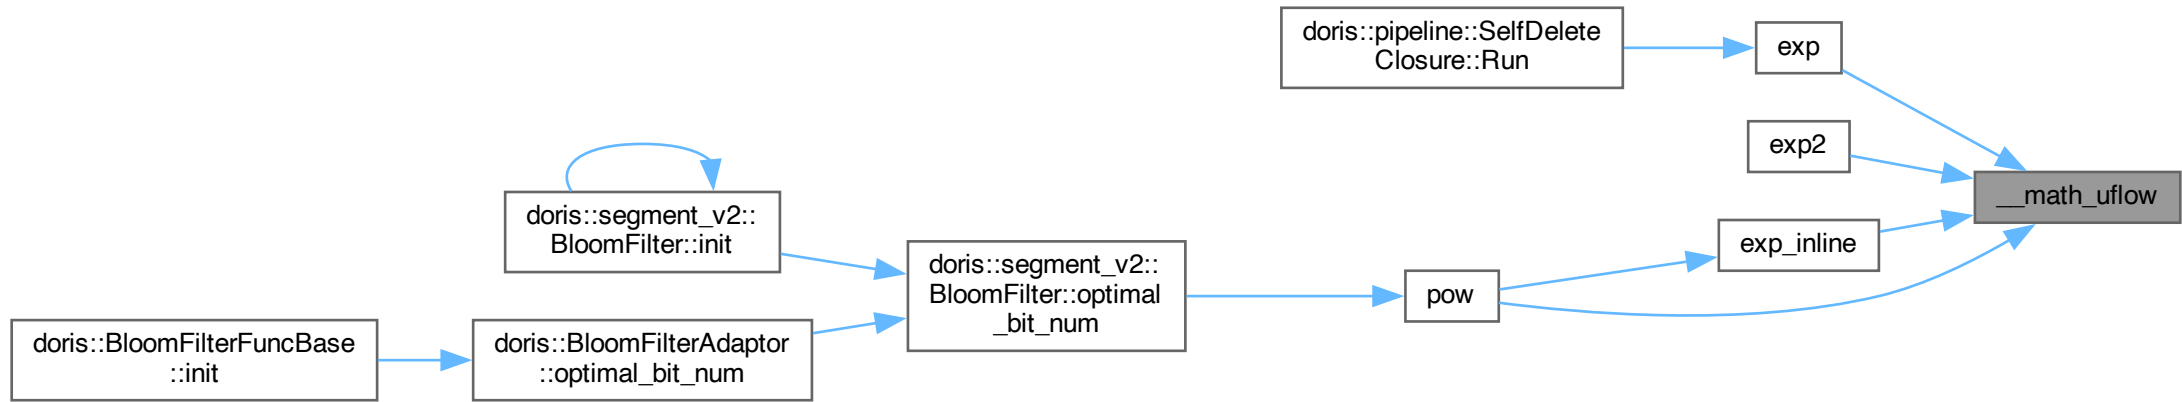 doris::pipeline::SelfDelete
Closure::Run
exp
exp2
__math_uflow
doris::segment_v2::
BloomFilter::init
exp_inline
doris::segment_v2::
BloomFilter::optimal
_bit_num
pow
doris::BloomFilterFuncBase
::init
doris::BloomFilterAdaptor
::optimal_bit_num